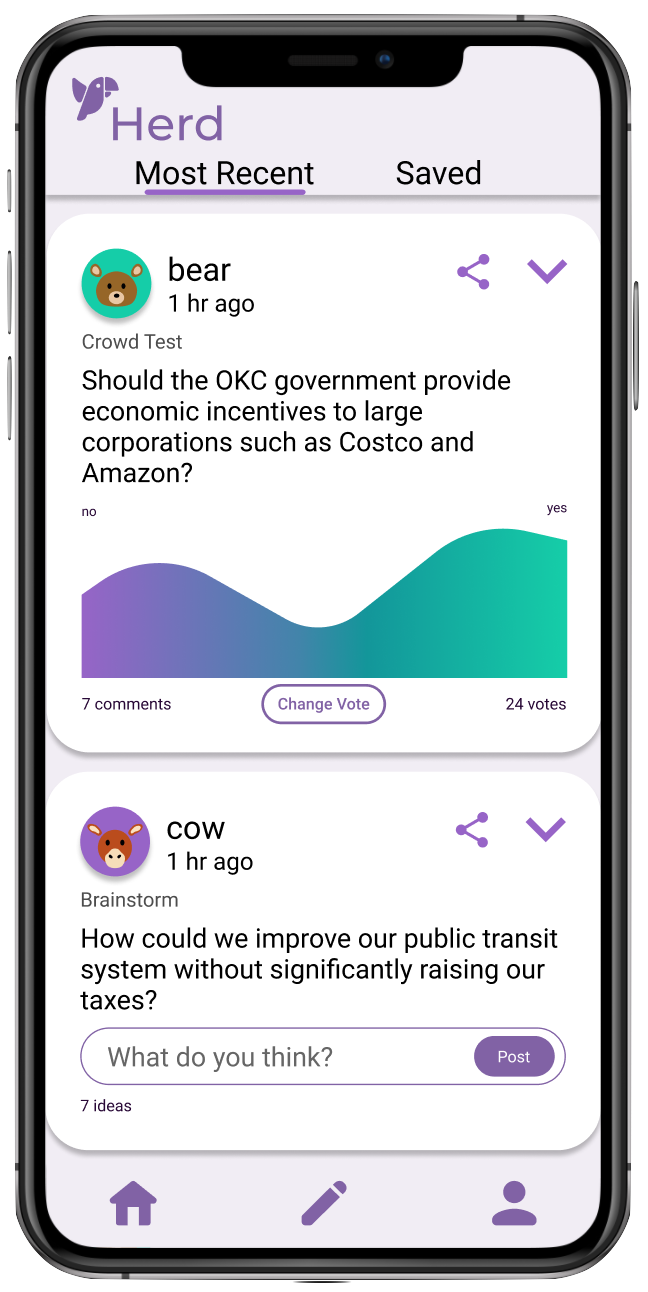 Herd
Most Recent Saved
bear
1 hr ago
Crowd Test
Should the OKC government provide
economic incentives to large
corporations such as Costco and
Amazon?
no yes
7 comments Change Vote 24 votes
cow
1 hr ago
Brainstorm
How could we improve our public transit
system without significantly raising our
taxes?
What do you think? Post
7 ideas